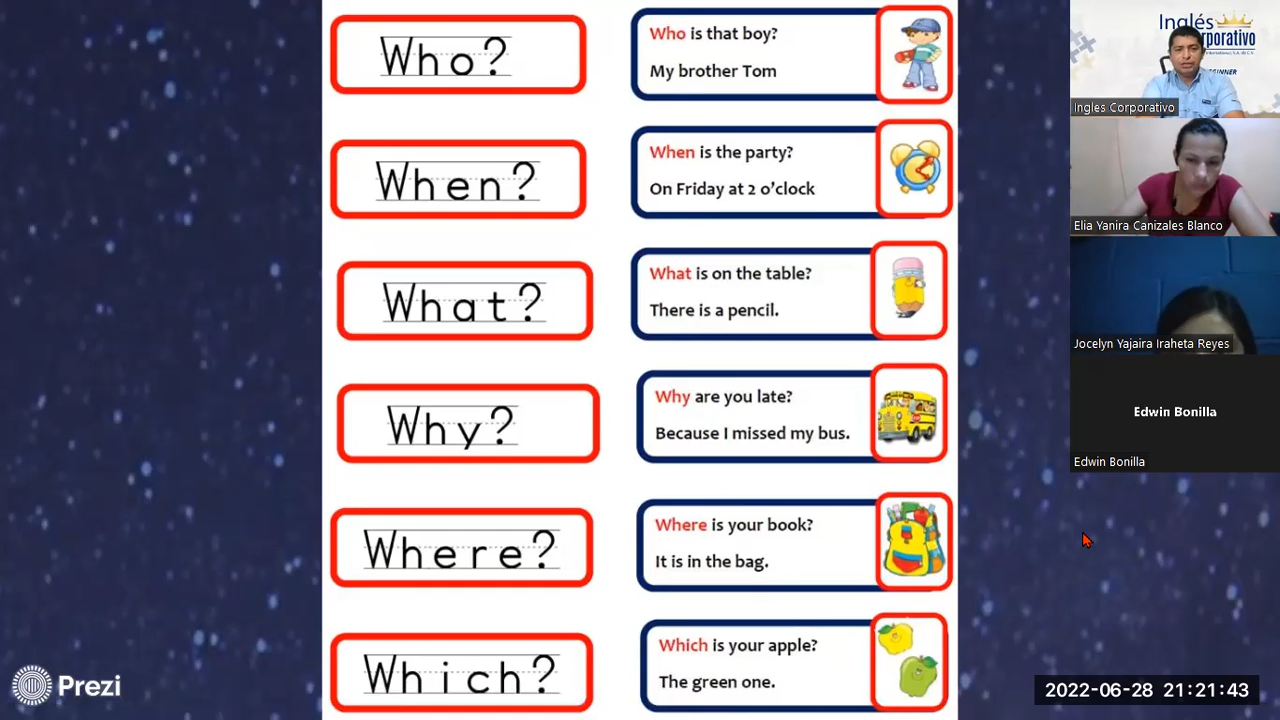 Who?
Who is that boy?
My brother Tom
When?
When is the party?
On Friday at 2 o'clock
What?
What is on the table?
There is a pencil.
Why?
Why are you late?
Because I missed my bus.
Where?
Where is your book?
It is in the bag.
Which?
Which is your apple?
The green one.
Prezi
Inglés
Ingles Corporativo
Elia Yanira Canizales Blanco
Jocelyn Yajaira Iraheta Reyes
Edwin Bonilla
Edwin Bonilla
2022-06-28 21:21:43